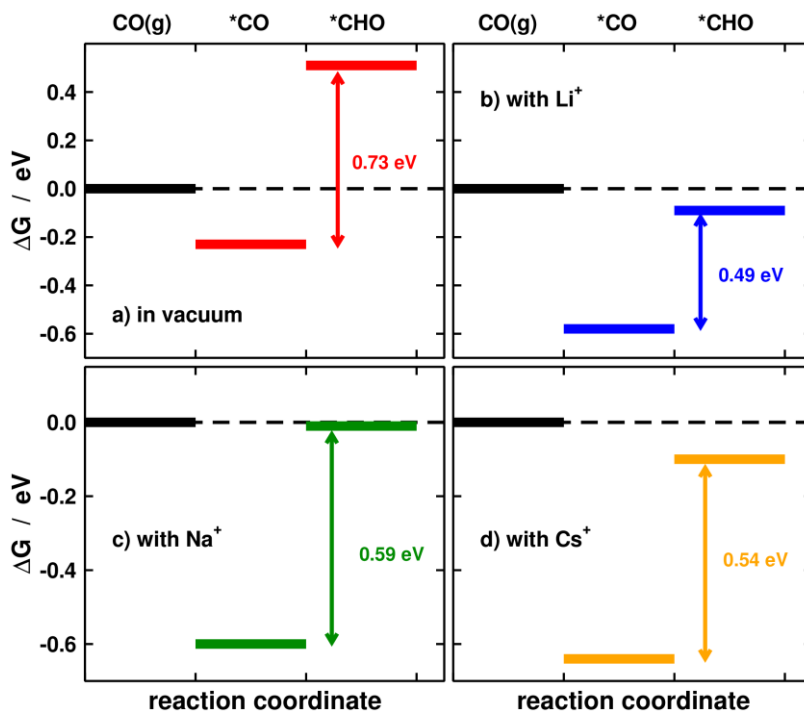 CO(g) *CO *CHO CO(g) *CO *CHO
0.4
0.2
0.0
-0.2
-0.4
-0.6
ΔG / eV
0.73 eV
a) in vacuum
b) with Li⁺
0.49 eV
0.0
-0.2
-0.4
-0.6
ΔG / eV
c) with Na⁺
0.59 eV
d) with Cs⁺
0.54 eV
reaction coordinate reaction coordinate